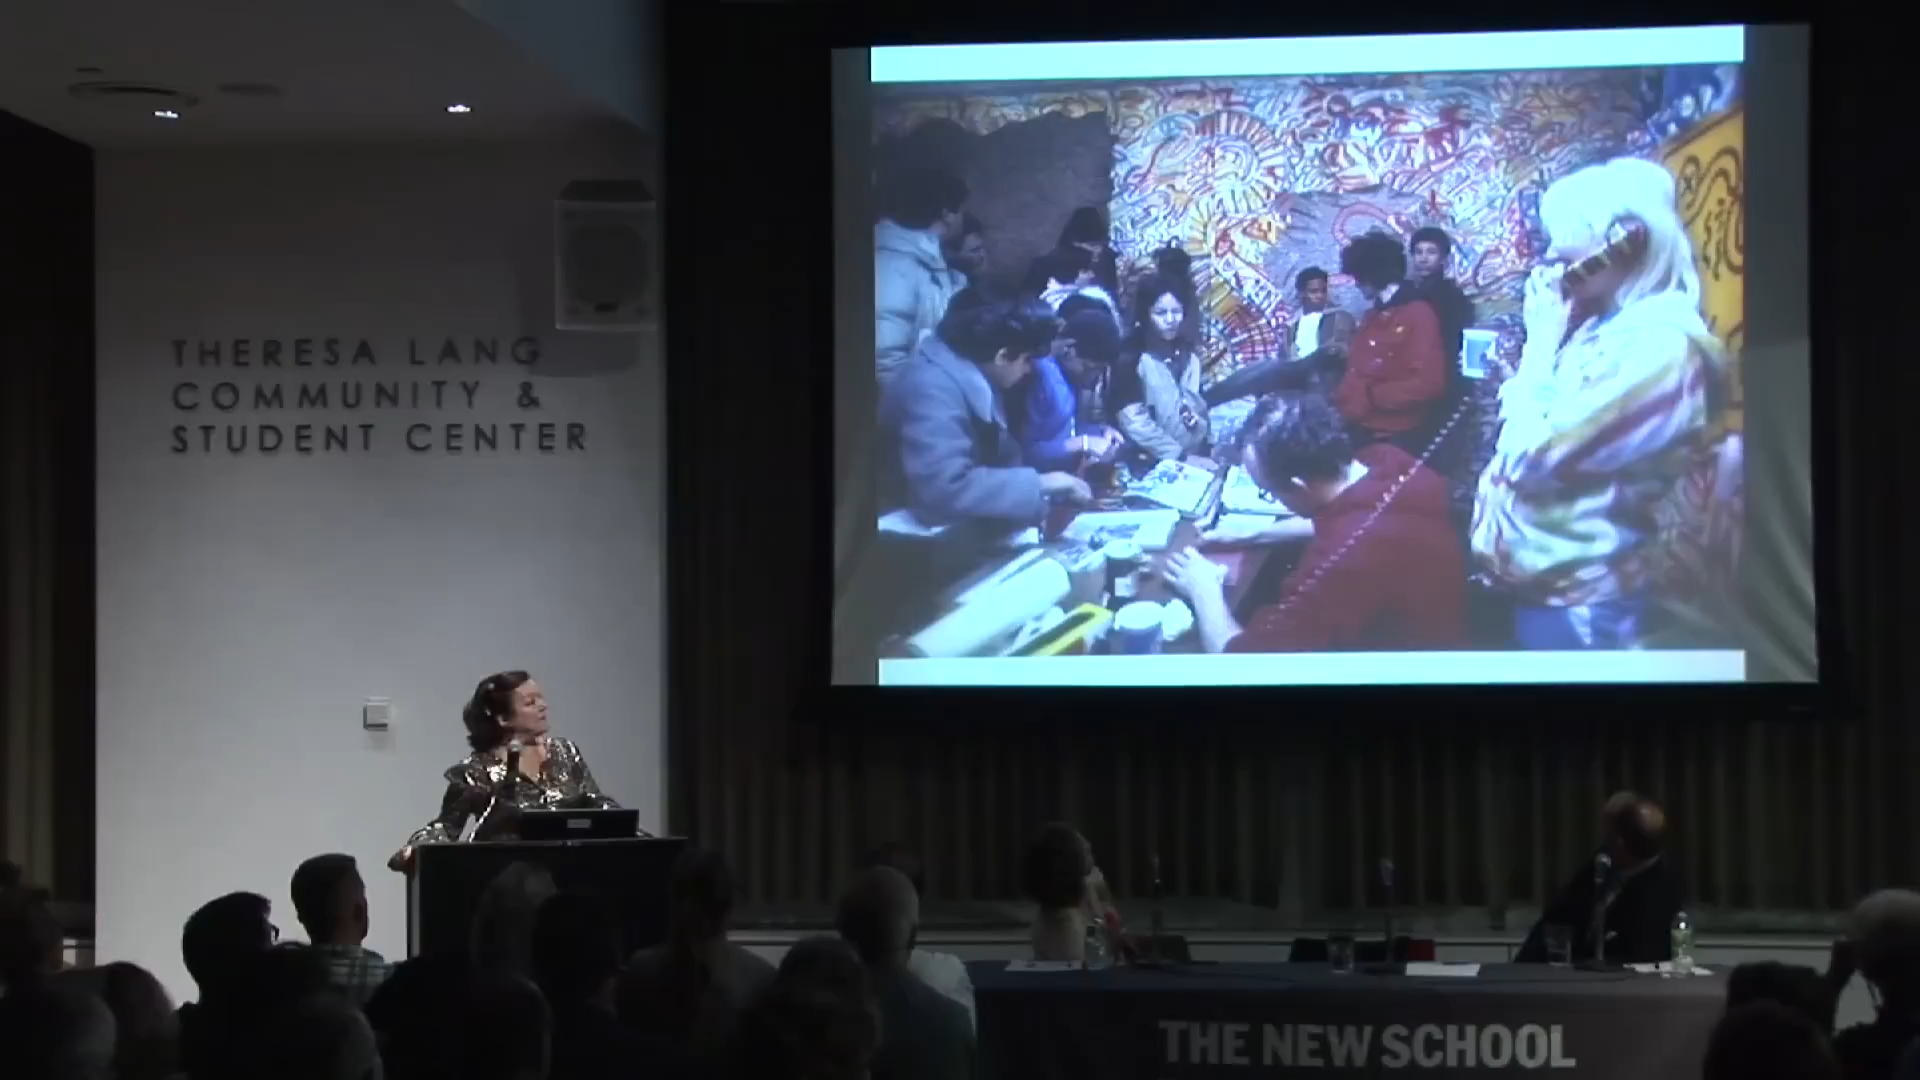 THERESA LANG
COMMUNITY &
STUDENT CENTER
THE NEW SCHOOL